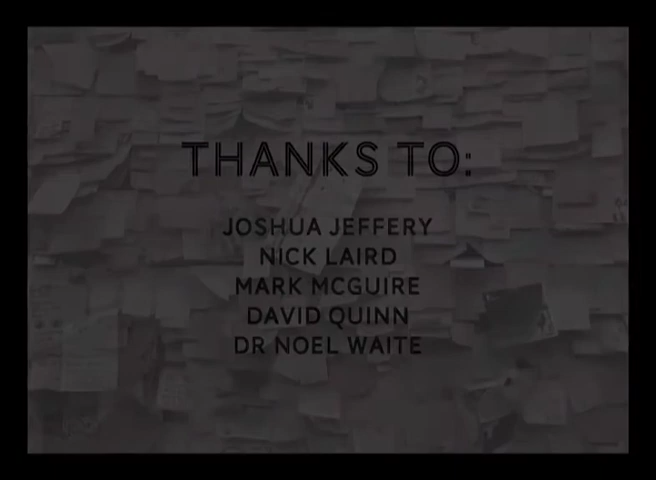 THANKS TO:
JOSHUA JEFFERY
NICK LAIRD
MARK MCGUIRE
DAVID QUINN
DR NOEL WAITE